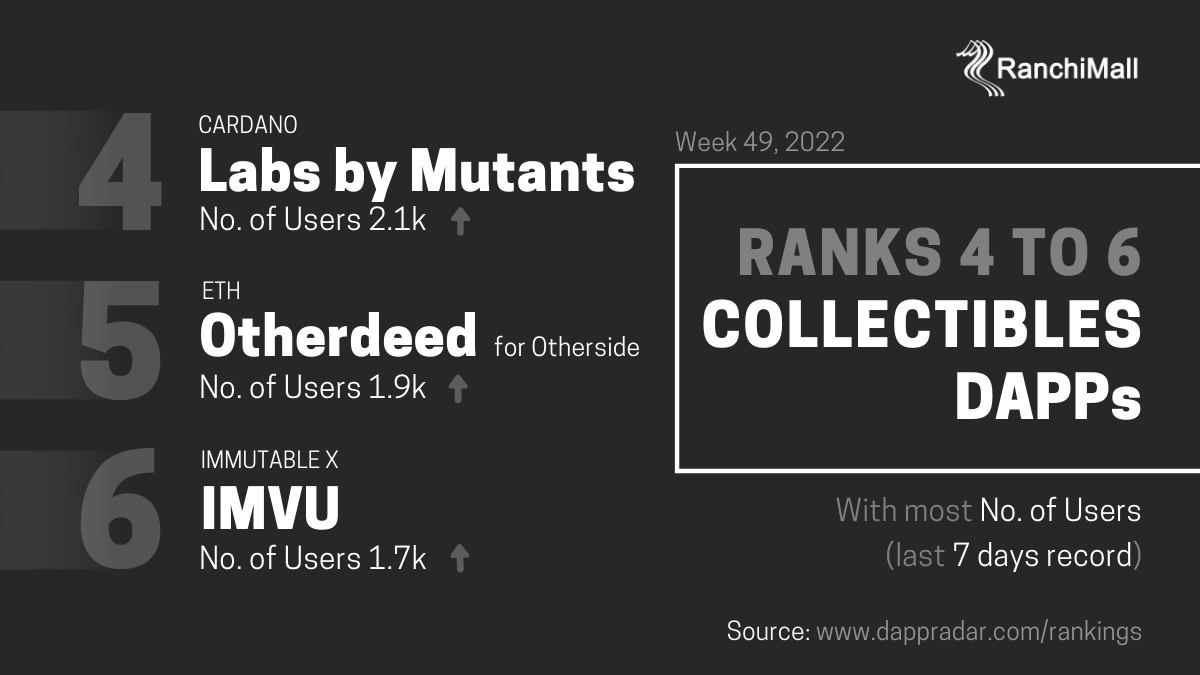 RanchiMall
4
CARDANO
Labs by Mutants
No. of Users 2.1k
5
ETH
Otherdeed for Otherside
No. of Users 1.9k
6
IMMUTABLE X
IMVU
No. of Users 1.7k
Week 49, 2022
RANKS 4 TO 6
COLLECTIBLES
DAPPs
With most No. of Users
(last 7 days record)
Source: www.dappradar.com/rankings